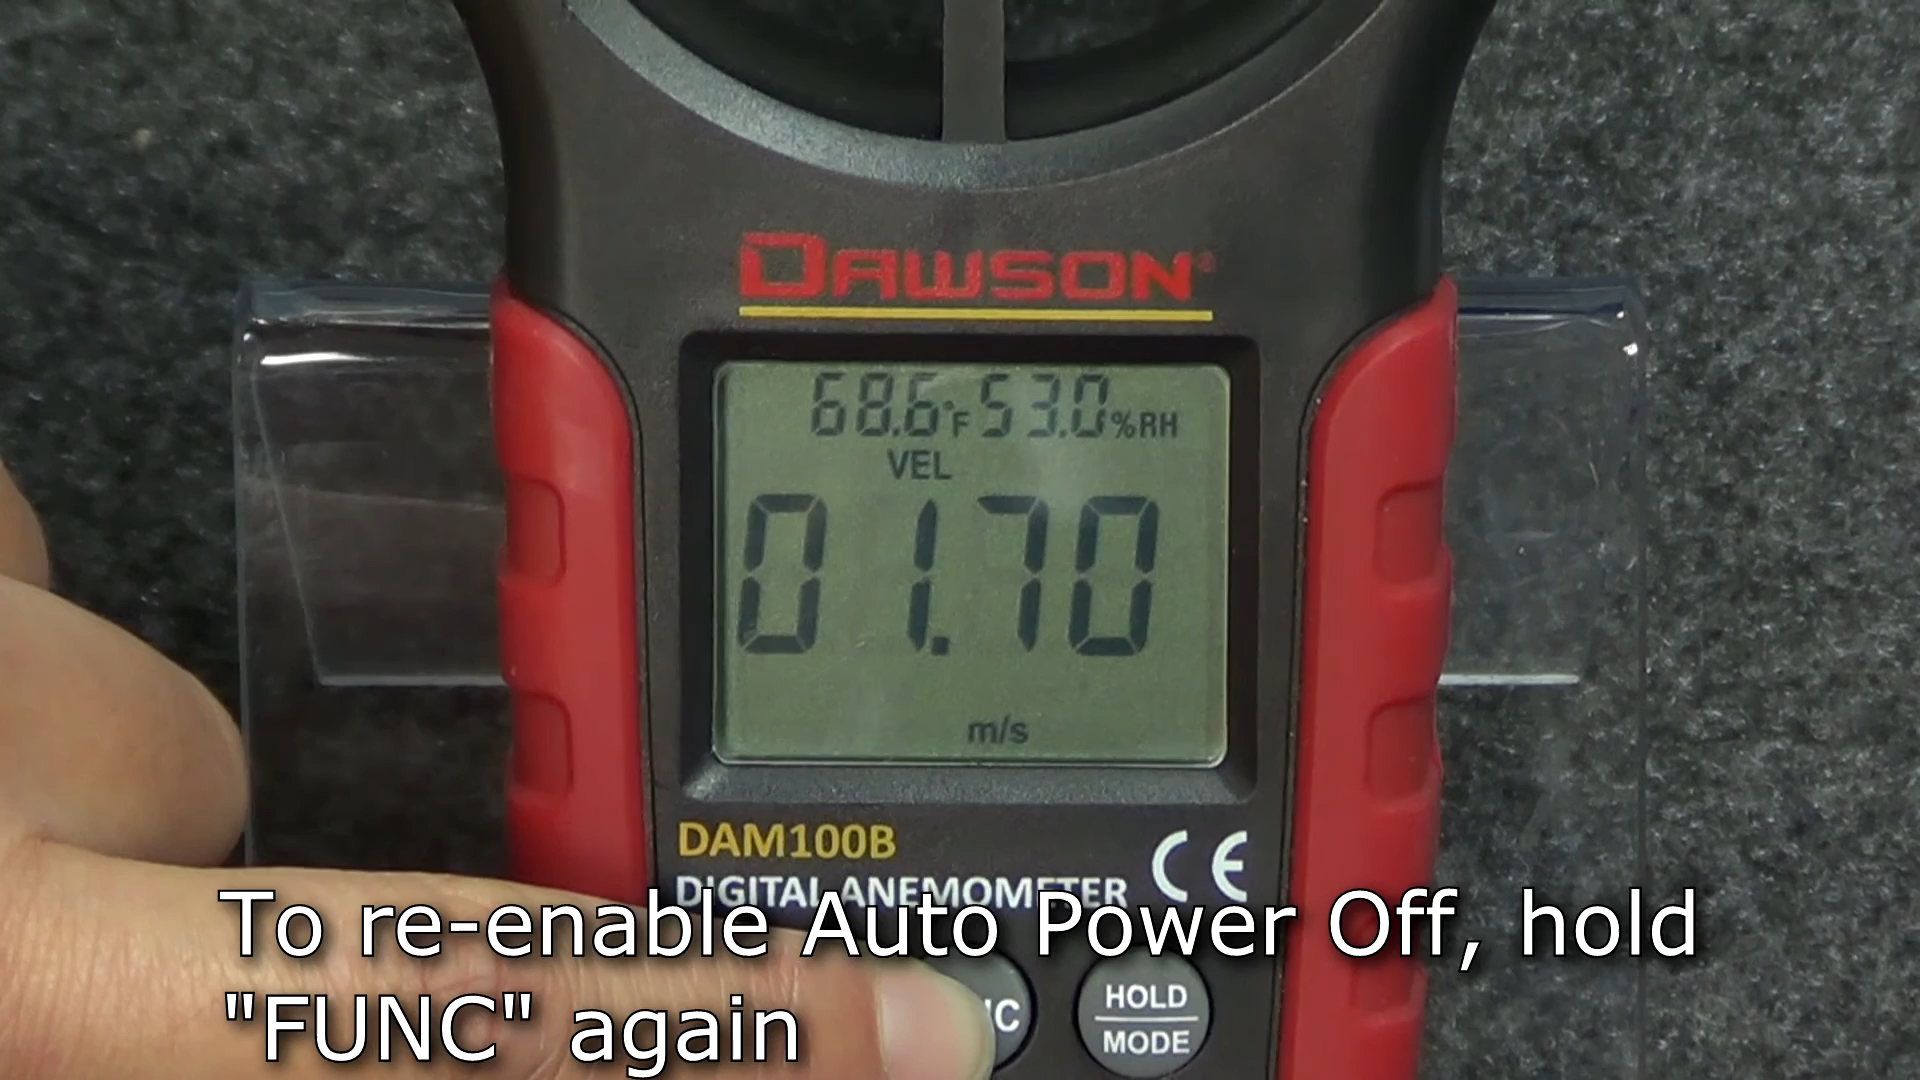 DAWSON®
68.6°F 53.0%RH
VEL
01.70
m/s
DAM100B
DIGITAL ANEMOMETER CE
To re-enable Auto Power Off, hold
"FUNC" again
HOLD
MODE